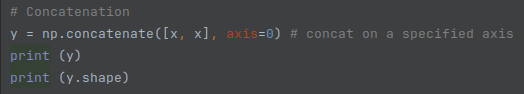 # Concatenation
y = np.concatenate([x, x], axis=0) # concat on a specified axis
print (y)
print (y.shape)